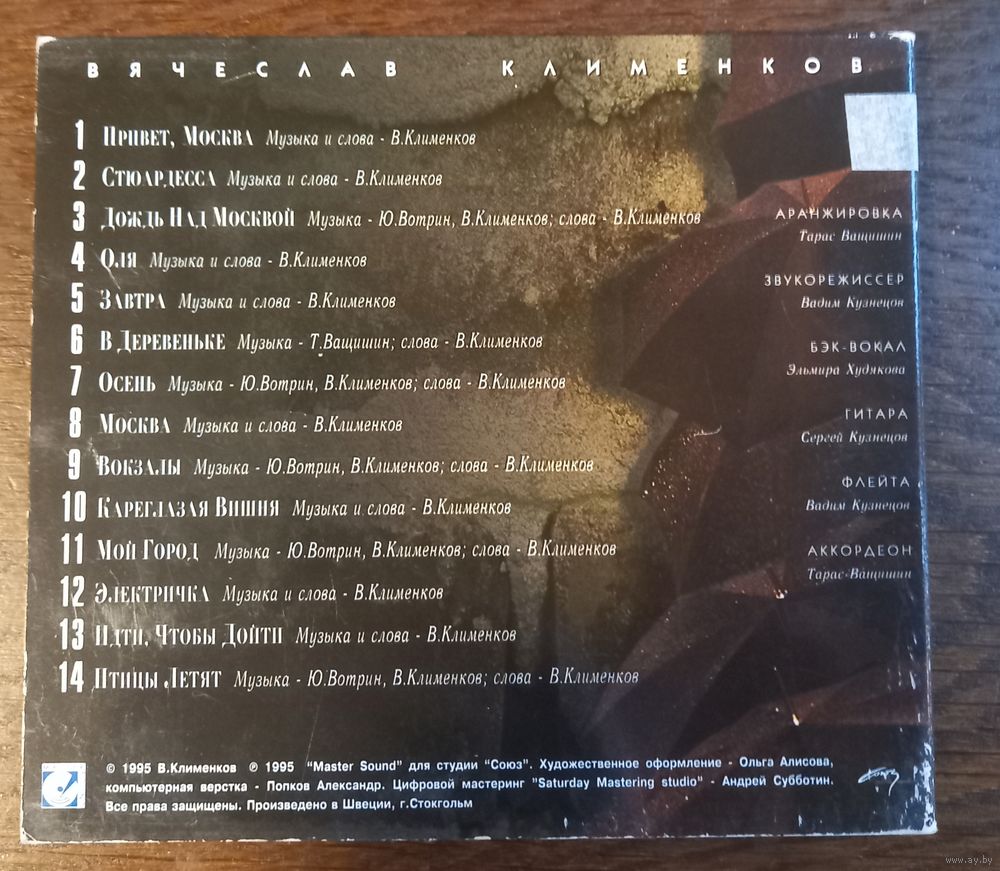 ВЯЧЕСЛАВ КЛИМЕНКОВ
1 Привет, Москва Музыка и слова - В.Клименков
2 Стюардесса Музыка и слова - В.Клименков
3 Дождь Над Москвой Музыка - Ю.Вотрин, В.Клименков; слова - В.Клименков
4 Оля Музыка и слова - В.Клименков
5 Завтра Музыка и слова - В.Клименков
6 В Деревеньке Музыка - Т.Ващишин; слова - В.Клименков
7 Осень Музыка - Ю.Вотрин, В.Клименков; слова - В.Клименков
8 Москва Музыка и слова - В.Клименков
9 Вокзалы Музыка - Ю.Вотрин, В.Клименков; слова - В.Клименков
10 Кареглазая Вишня Музыка и слова - В.Клименков
11 Мой Город Музыка - Ю.Вотрин, В.Клименков; слова - В.Клименков
12 Электричка Музыка и слова - В.Клименков
13 Идти, Чтобы Дойти Музыка и слова - В.Клименков
14 Птицы Летят Музыка - Ю.Вотрин, В.Клименков; слова - В.Клименков
АРАНЖИРОВКА
Тарас Ващишин
ЗВУКОРЕЖИССЕР
Вадим Кузнецов
БЭК-ВОКАЛ
Эльмира Худякова
ГИТАРА
Сергей Кузнецов
ФЛЕЙТА
Вадим Кузнецов
АККОРДЕОН
Тарас Ващишин
© 1995 В.Клименков ℗ 1995 "Master Sound" для студии "Союз". Художественное оформление - Ольга Алисова,
компьютерная верстка - Попков Александр. Цифровой мастеринг "Saturday Mastering studio" - Андрей Субботин.
Все права защищены. Произведено в Швеции, г.Стокгольм
www.ay.by